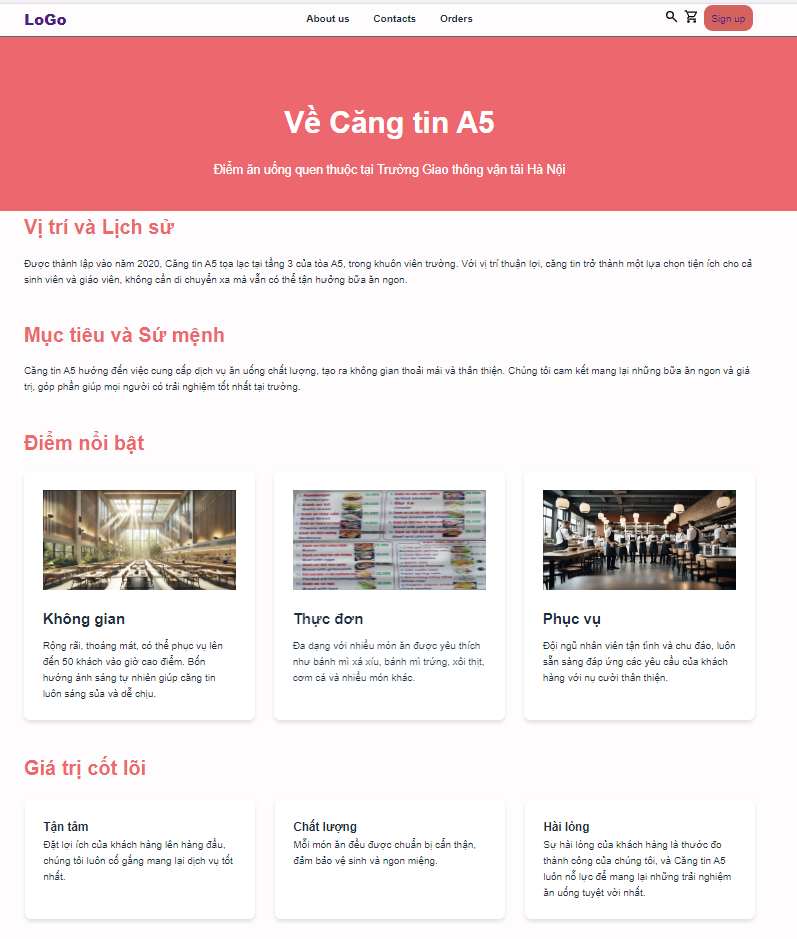 LoGo
About us
Contacts
Orders
Sign up
Về Căng tin A5
Điểm ăn uống quen thuộc tại Trường Giao thông vận tải Hà Nội
Vị trí và Lịch sử
Được thành lập vào năm 2020, Căng tin A5 tọa lạc tại tầng 3 của tòa A5, trong khuôn viên trường. Với vị trí thuận lợi, căng tin trở thành một lựa chọn tiện ích cho cả
sinh viên và giáo viên, không cần di chuyển xa mà vẫn có thể tận hưởng bữa ăn ngon.
Mục tiêu và Sứ mệnh
Căng tin A5 hướng đến việc cung cấp dịch vụ ăn uống chất lượng, tạo ra không gian thoải mái và thân thiện. Chúng tôi cam kết mang lại những bữa ăn ngon và giá
trị, góp phần giúp mọi người có trải nghiệm tốt nhất tại trường.
Điểm nổi bật
Không gian
Rộng rãi, thoáng mát, có thể phục vụ lên
đến 50 khách vào giờ cao điểm. Bốn
hướng ánh sáng tự nhiên giúp căng tin
luôn sáng sủa và dễ chịu.
Thực đơn
Đa dạng với nhiều món ăn được yêu thích
như bánh mì xá xíu, bánh mì trứng, xôi thịt,
cơm cá và nhiều món khác.
Phục vụ
Đội ngũ nhân viên tận tình và chu đáo, luôn
sẵn sàng đáp ứng các yêu cầu của khách
hàng với nụ cười thân thiện.
Giá trị cốt lõi
Tận tâm
Đặt lợi ích của khách hàng lên hàng đầu,
chúng tôi luôn cố gắng mang lại dịch vụ tốt
nhất.
Chất lượng
Mỗi món ăn đều được chuẩn bị cẩn thận,
đảm bảo vệ sinh và ngon miệng.
Hài lòng
Sự hài lòng của khách hàng là thước đo
thành công của chúng tôi, và Căng tin A5
luôn nỗ lực để mang lại những trải nghiệm
ăn uống tuyệt vời nhất.